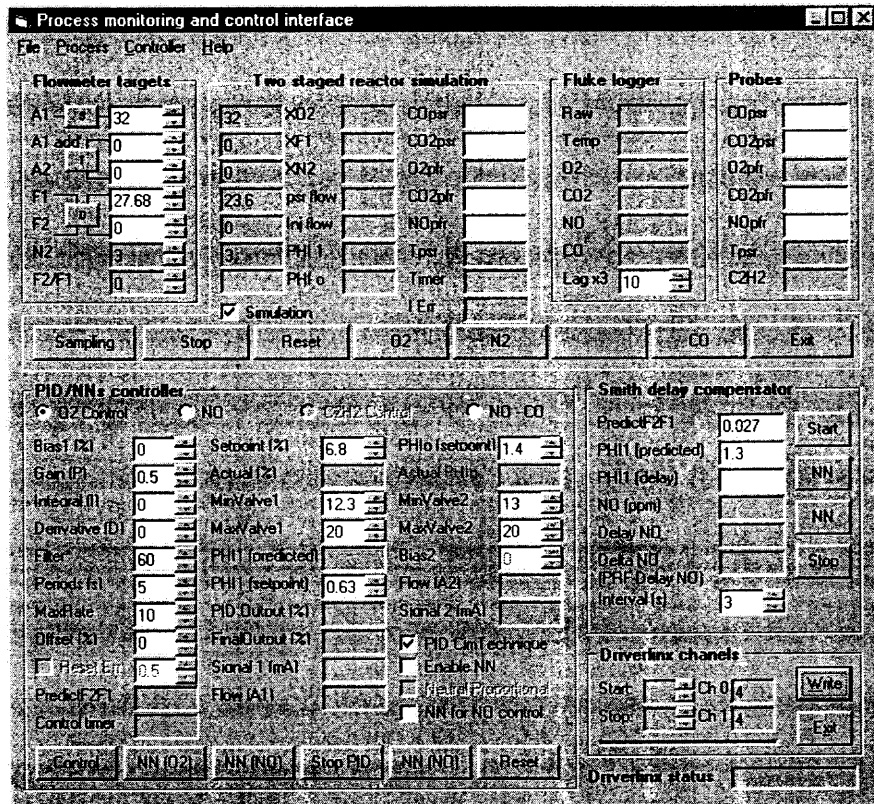 Process monitoring and control interface
File Process Controller Help
Flowmeter targets
A1 32
A1 add 0
A2 0
F1 27.68
F2 0
N2 3
F2/F1 0
Two staged reactor simulation
32 XO2 COpsr
0 XF1 CO2psr
0 XN2 O2pfr
23.6 psr flow CO2pfr
0 Inj flow NOpfr
3 PHI 1 Tpsr
PHI o Timer
Simulation I Err
Fluke logger
Raw
Temp
O2
CO2
NO
CO
Lag x3 10
Probes
COpsr
CO2psr
O2pfr
CO2pfr
NOpfr
Tpsr
C2H2
Sampling Stop Reset O2 N2 CO Exit
PID/NNs controller
O2 Control NO C2H2 Control NO - CO
Bias1 (%) 0 Setpoint (%) 6.8 PHIo (setpoint) 1.4
Gain (P) 0.5 Actual (%) Actual PHIo
Integral (I) 0 MinValve1 12.3 MinValve2 13
Derivative (D) 0 MaxValve1 20 MaxValve2 20
Filter 60 PHI1 (predicted) Bias2 0
Periods (s) 5 PHI1 (setpoint) 0.63 Flow (A2)
MaxRate 10 PID Output (%) Signal 2 (mA)
Offset (%) 0 FinalOutput (%) PID CimTechnique
Reset Err 0.5 Signal 1 (mA) Enable NN
PredictF2F1 Flow (A1) Neural Proportional
Control timer NN for NO control
Control NN (O2) NN (NO) Stop PID NN (NO) Reset
Smith delay compensator
PredictF2F1 0.027 Start
PHI1 (predicted) 1.3
PHI1 (delay) NN
NO (ppm)
Delay NO NN
Delta NO Stop
(PRF-Delay NO)
Interval (s) 3
Driverlinx chanels
Start Ch 0 4 Write
Stop Ch 1 4 Exit
Driverlinx status